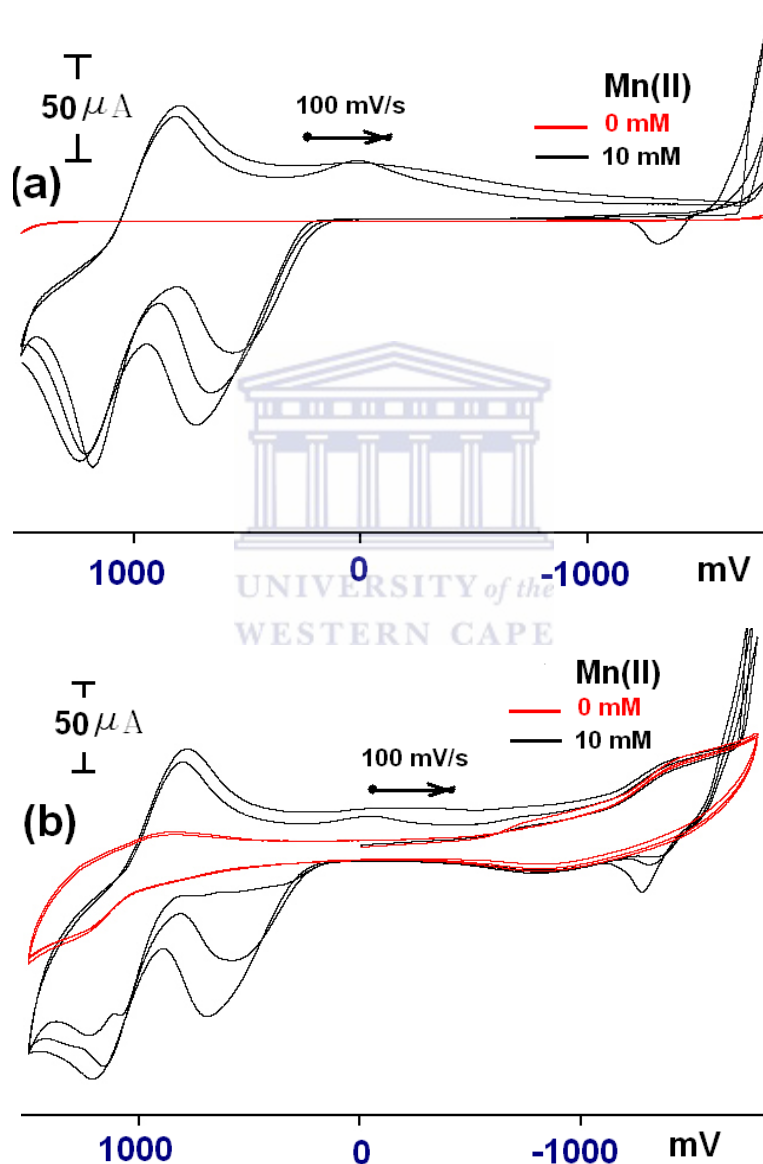 50 μA
100 mV/s
Mn(II)
0 mM
10 mM
(a)
1000
0
-1000
mV
UNIVERSITY of the
WESTERN CAPE
Mn(II)
0 mM
10 mM
50 μA
100 mV/s
(b)
1000
0
-1000
mV